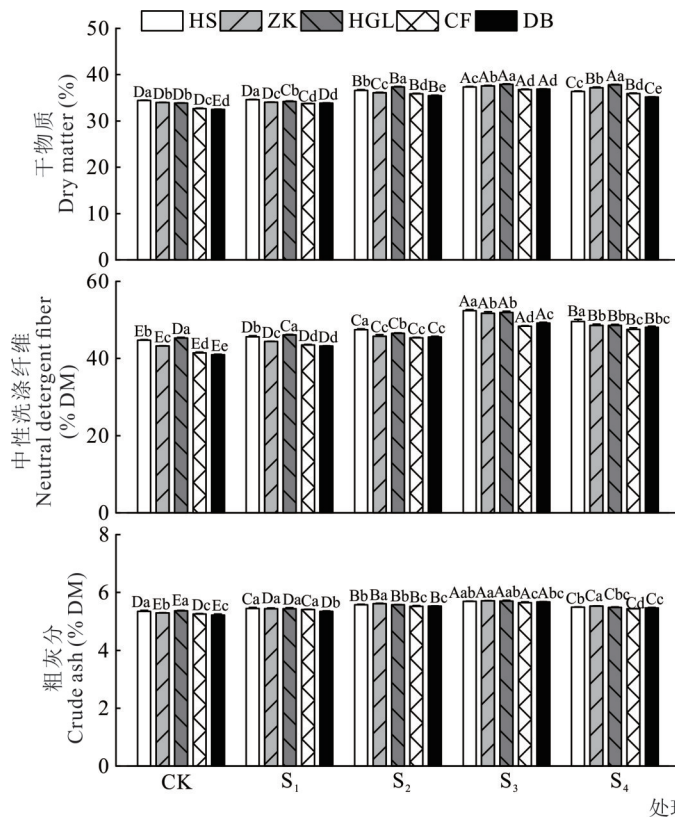 HS ZK HGL CF DB
50
40
30
20
10
0
干物质
Dry matter (%)
Da Db Db Dc Ed
Da Dc Cb Cd Dd
Bb Cc Ba Bd Be
Ac Ab Aa Ad Ad
Cc Bb Aa Bd Ce
60
40
20
0
中性洗涤纤维
Neutral detergent fiber
(% DM)
Eb Ec Da Ed Ee
Db Dc Ca Dd Dd
Ca Cc Cb Cc Cc
Aa Ab Ab Ad Ac
Ba Bb Bb Bc Bbc
8
6
4
2
0
粗灰分
Crude ash (% DM)
Da Eb Ea Dc Ec
Ca Da Da Ca Db
Bb Ba Bb Bc Bc
Aab Aa Aab Ac Abc
Cb Ca Cbc Cd Cc
CK S₁ S₂ S₃ S₄